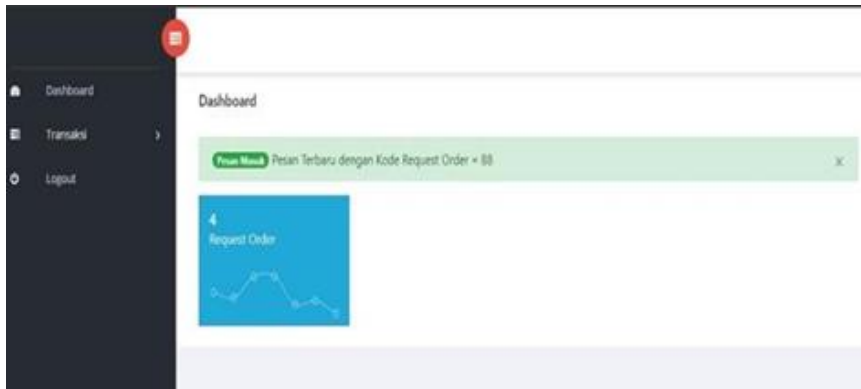 Dashboard
Dashboard
Transaksi
Pesan Masuk Pesan Terbaru dengan Kode Request Order = 88
Logout
4
Request Order